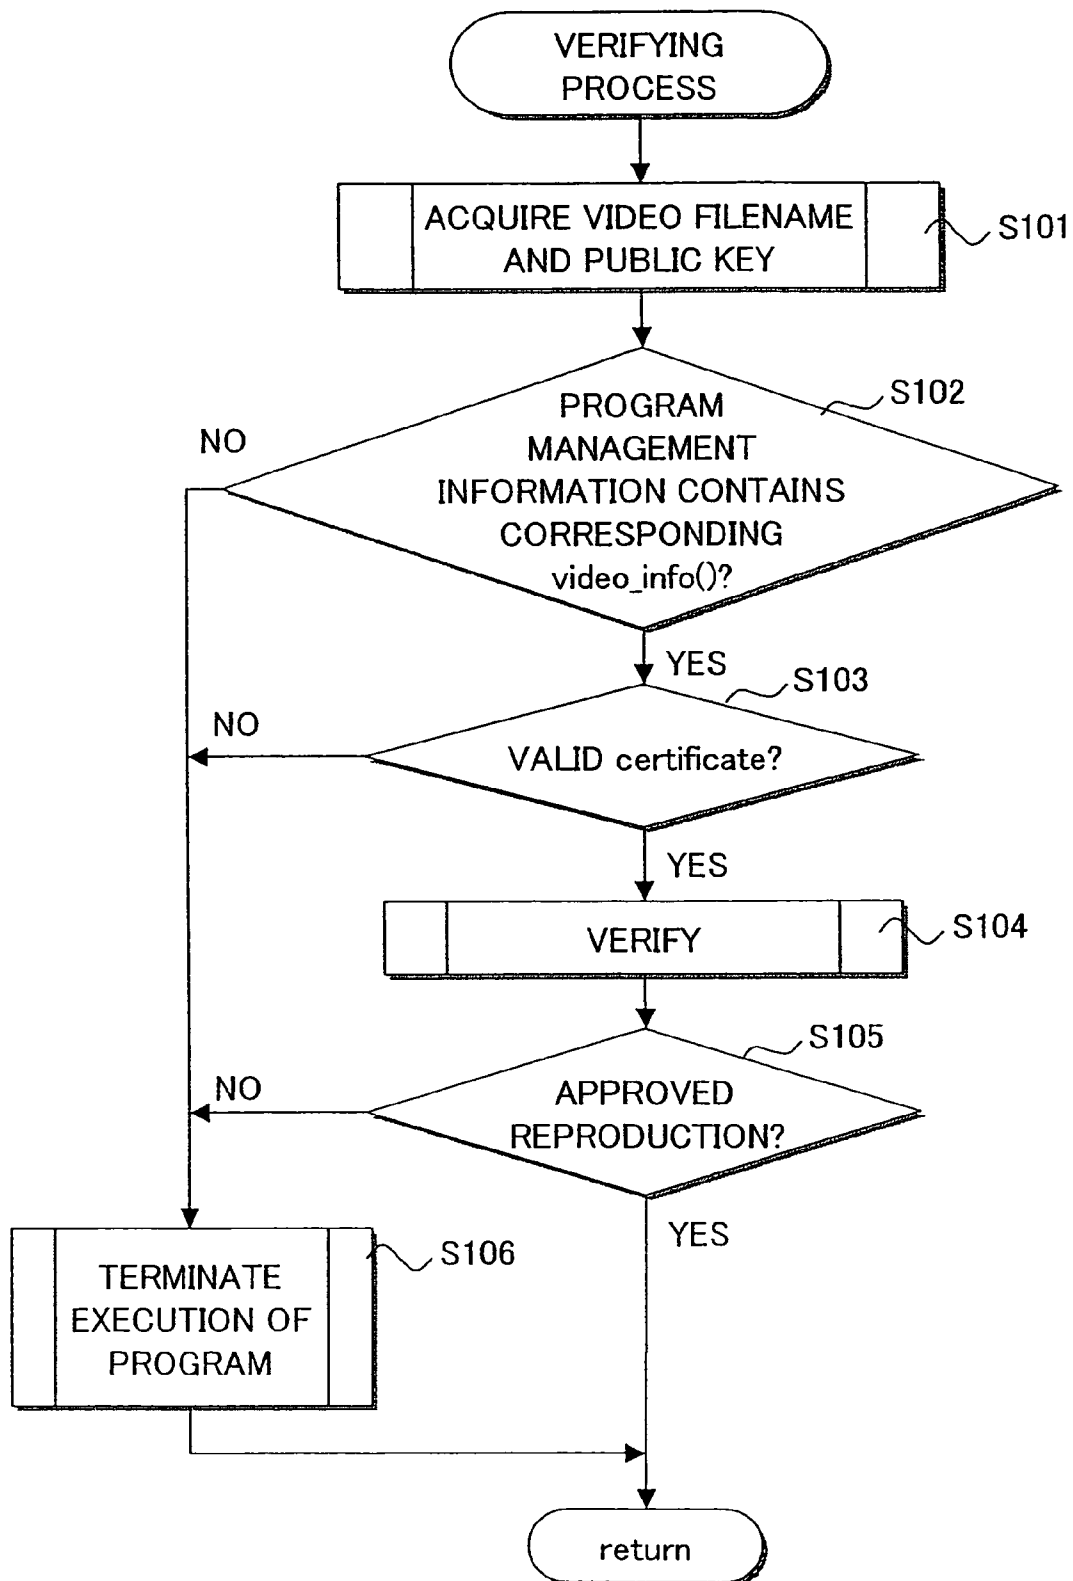 VERIFYING
PROCESS
ACQUIRE VIDEO FILENAME
AND PUBLIC KEY
S101
PROGRAM
MANAGEMENT
INFORMATION CONTAINS
CORRESPONDING
video_info()?
S102
NO
YES
VALID certificate?
S103
NO
YES
VERIFY
S104
APPROVED
REPRODUCTION?
S105
NO
YES
TERMINATE
EXECUTION OF
PROGRAM
S106
return